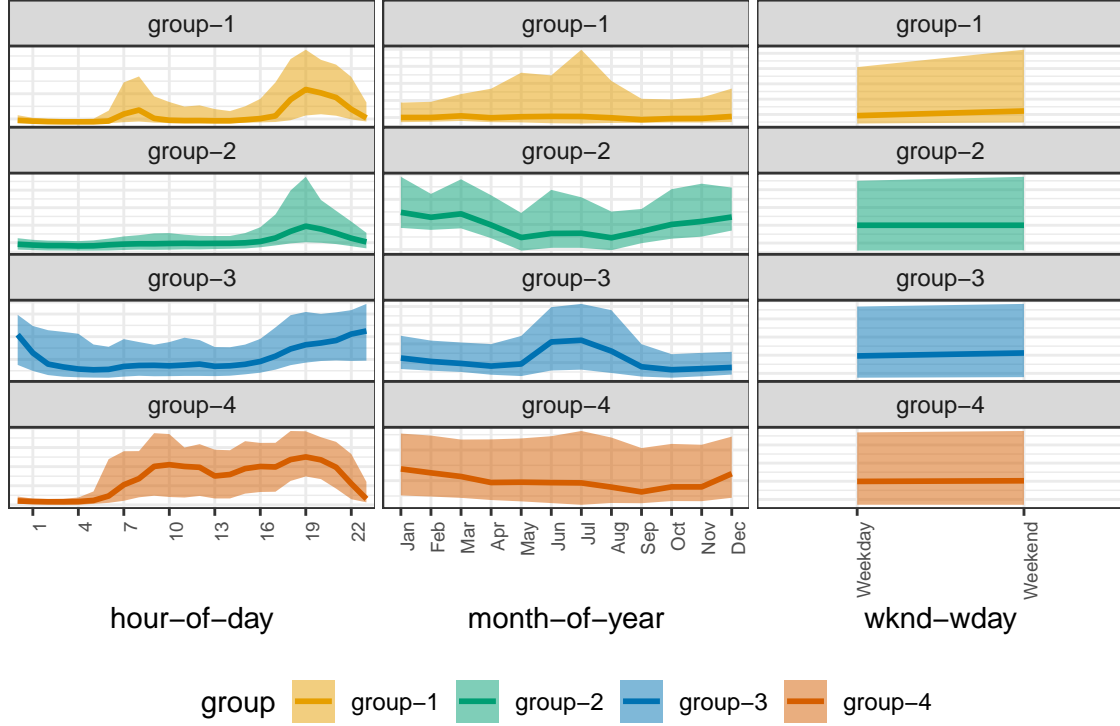 group−1 group−1 group−1
group−2 group−2 group−2
group−3 group−3 group−3
group−4 group−4 group−4
1 4 7 10 13 16 19 22 Jan Feb Mar Apr May Jun Jul Aug Sep Oct Nov Dec Weekday Weekend
hour−of−day month−of−year wknd−wday
group group−1 group−2 group−3 group−4